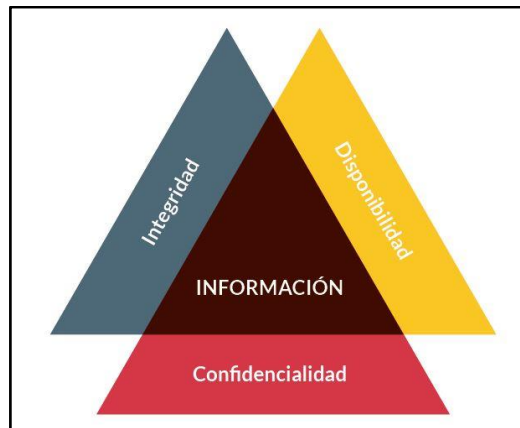 Integridad
Disponibilidad
INFORMACIÓN
Confidencialidad